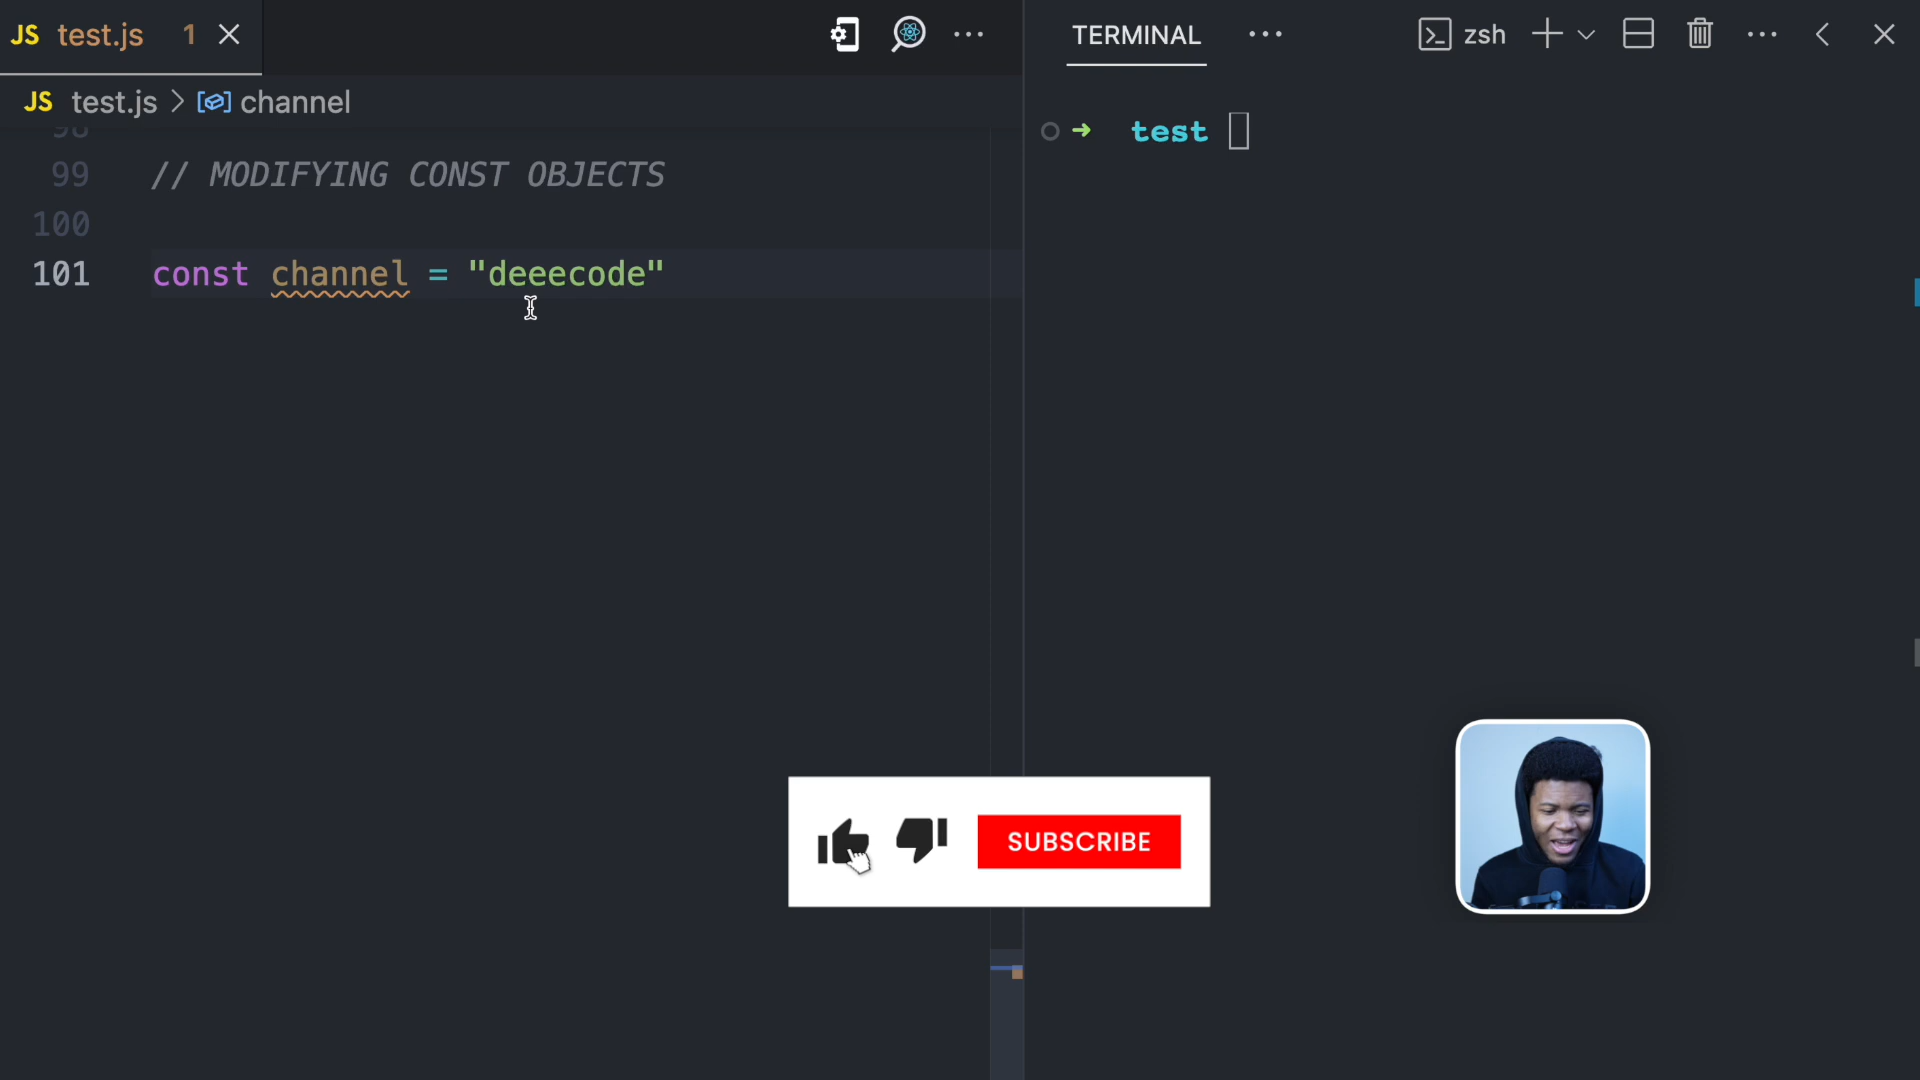 JS test.js 1
TERMINAL
zsh
JS test.js > channel
test
98
99 // MODIFYING CONST OBJECTS
100
101 const channel = "deeecode"
SUBSCRIBE